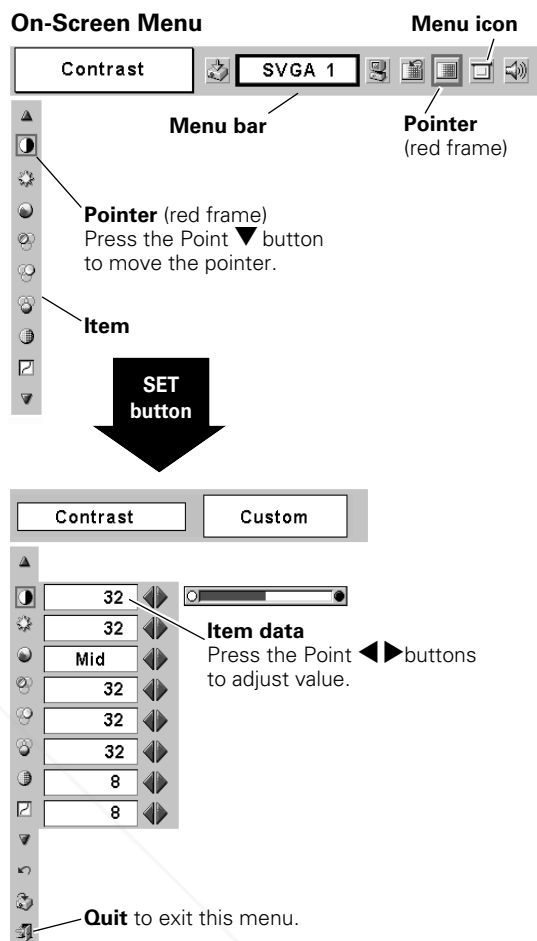 On-Screen Menu
Menu icon
Contrast
SVGA 1
Menu bar
Pointer
(red frame)
Pointer (red frame)
Press the Point ▼ button
to move the pointer.
Item
SET
button
Contrast
Custom
32
32
Item data
Mid
Press the Point ◀ ▶ buttons
to adjust value.
32
32
32
8
8
Quit to exit this menu.